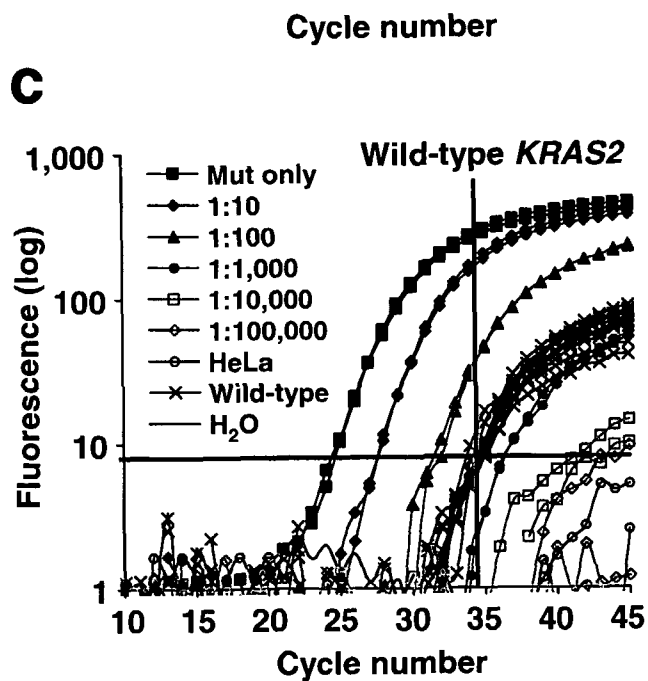 Cycle number
C
1,000
100
10
1
Fluorescence (log)
Wild-type KRAS2
Mut only
1:10
1:100
1:1,000
1:10,000
1:100,000
HeLa
Wild-type
H₂O
10 15 20 25 30 35 40 45
Cycle number